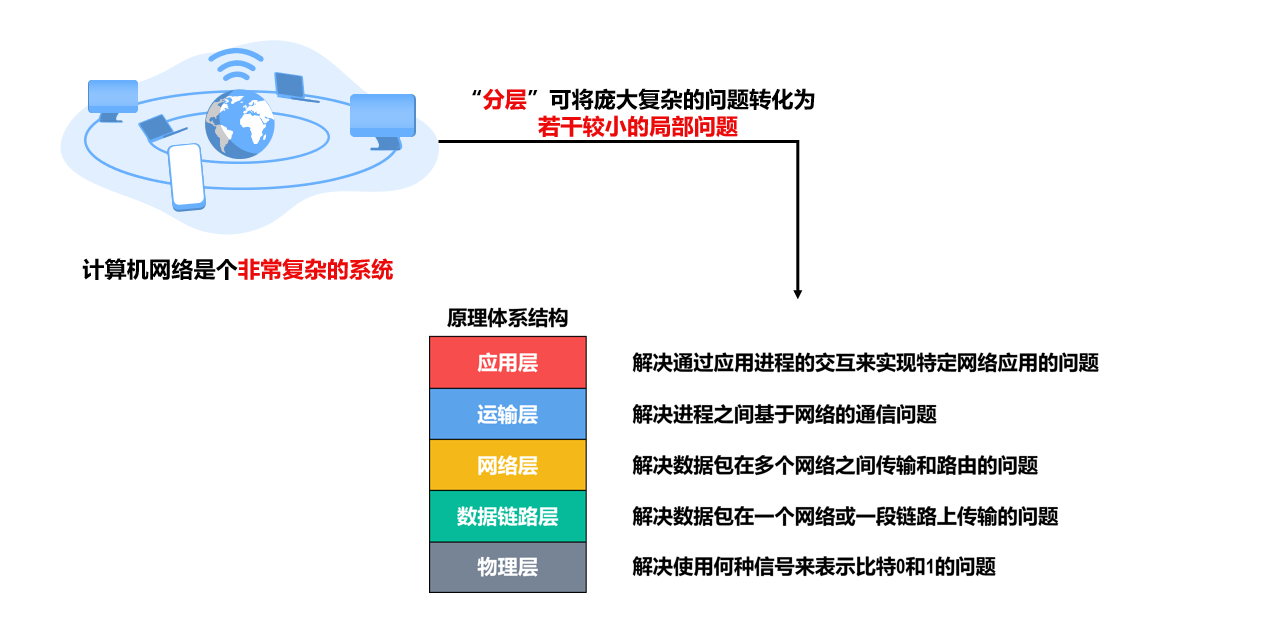 “分层”可将庞大复杂的问题转化为
若干较小的局部问题
计算机网络是个非常复杂的系统
原理体系结构
应用层 解决通过应用进程的交互来实现特定网络应用的问题
运输层 解决进程之间基于网络的通信问题
网络层 解决数据包在多个网络之间传输和路由的问题
数据链路层 解决数据包在一个网络或一段链路上传输的问题
物理层 解决使用何种信号来表示比特0和1的问题